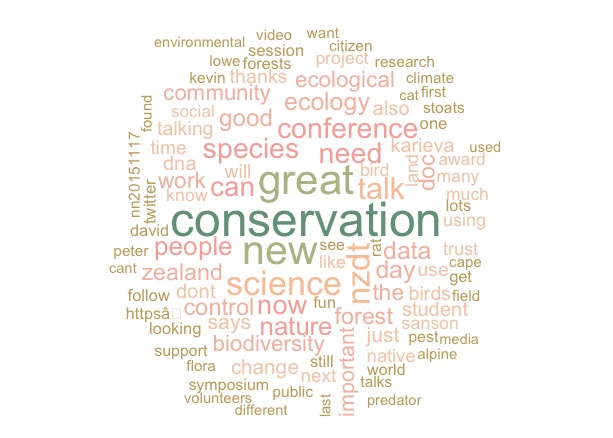 video want
environmental session citizen
lowe forests project research
kevin thanks ecological climate
community ecology cat first
found social good also stoats
talking conference one
nn20151117 time species need karieva used
dna will bird land doc award
twitter work can great talk many
know much
lots
david conservation using
peter people new see rat data trust
cant zealand like nzdt day use cape get
follow dont science the birds field
httpsâ control now fun forest student
looking says nature important just sanson
support biodiversity still pest media
flora change next native alpine
symposium public world
volunteers talks
different last predator